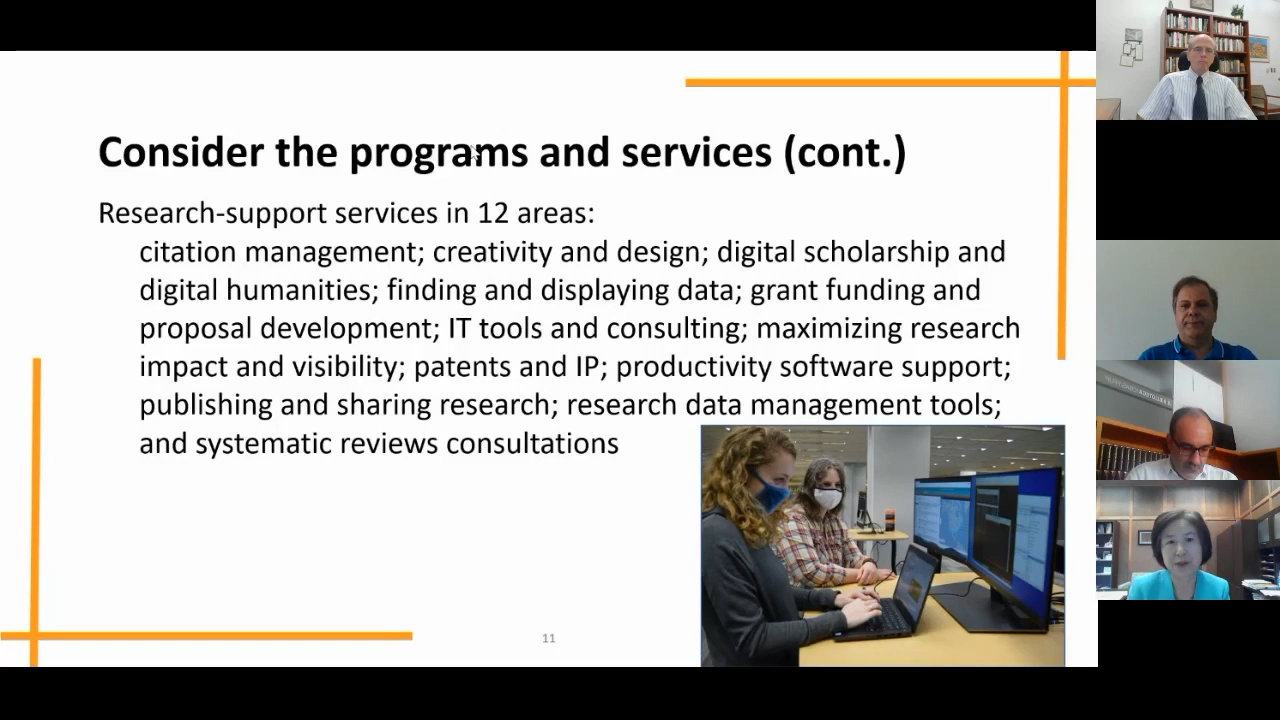 Consider the programs and services (cont.)
Research-support services in 12 areas:
citation management; creativity and design; digital scholarship and
digital humanities; finding and displaying data; grant funding and
proposal development; IT tools and consulting; maximizing research
impact and visibility; patents and IP; productivity software support;
publishing and sharing research; research data management tools;
and systematic reviews consultations
11